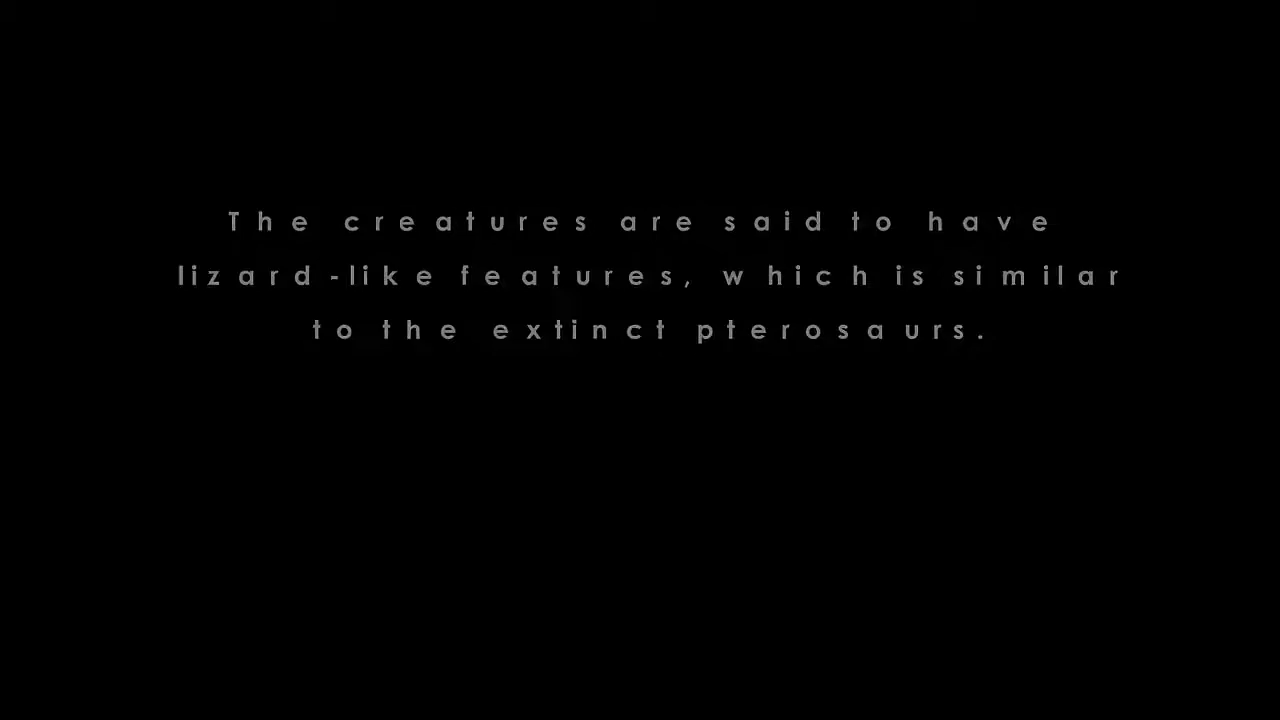 The creatures are said to have
lizard-like features, which is similar
to the extinct pterosaurs.